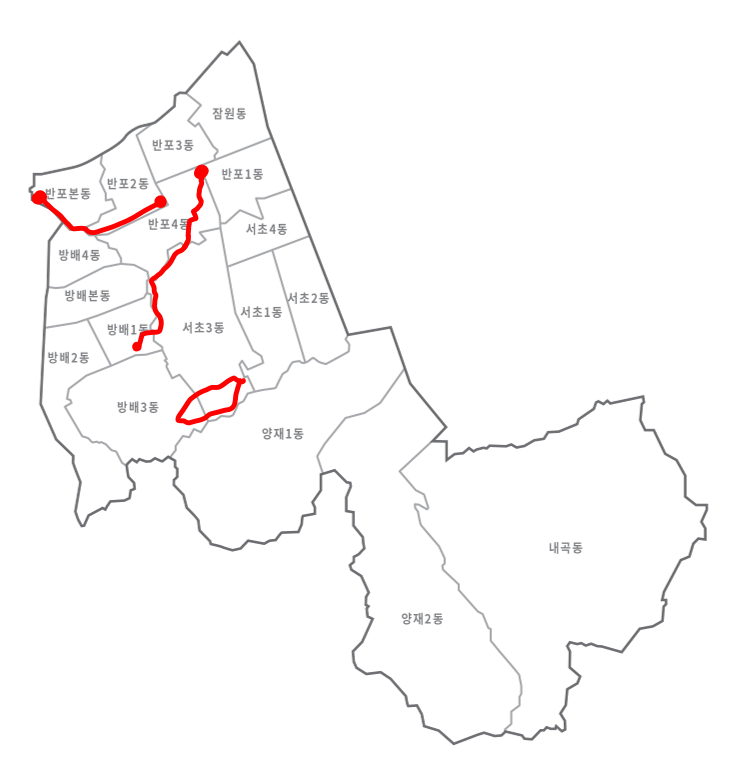 잠원동
반포3동
반포1동
반포2동
반포본동
반포4동
서초4동
방배4동
방배본동
서초2동
서초1동
서초3동
방배1동
방배2동
방배3동
양재1동
내곡동
양재2동